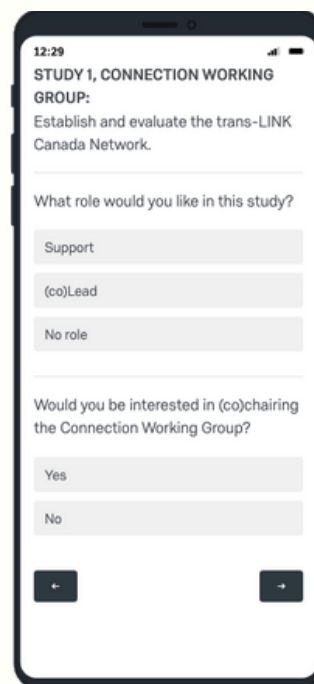 12:29
STUDY 1, CONNECTION WORKING
GROUP:
Establish and evaluate the trans-LINK
Canada Network.
What role would you like in this study?
Support
(co)Lead
No role
Would you be interested in (co)chairing
the Connection Working Group?
Yes
No
← →